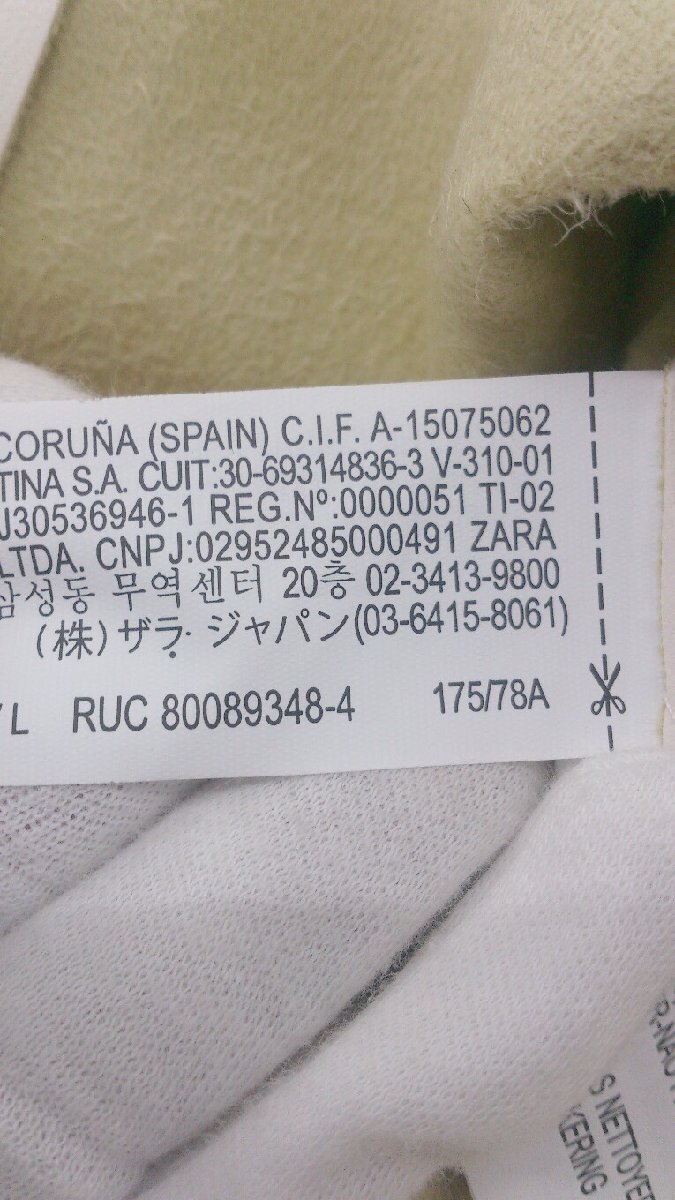 CORUÑA (SPAIN) C.I.F. A-15075062
TINA S.A. CUIT:30-69314836-3 V-310-01
J30536946-1 REG.Nº:0000051 TI-02
LTDA. CNPJ:02952485000491 ZARA
삼성동 무역센터 20층 02-3413-9800
(株)ザラ・ジャパン(03-6415-8061)
L RUC 80089348-4 175/78A
S NETTOYE
KERING